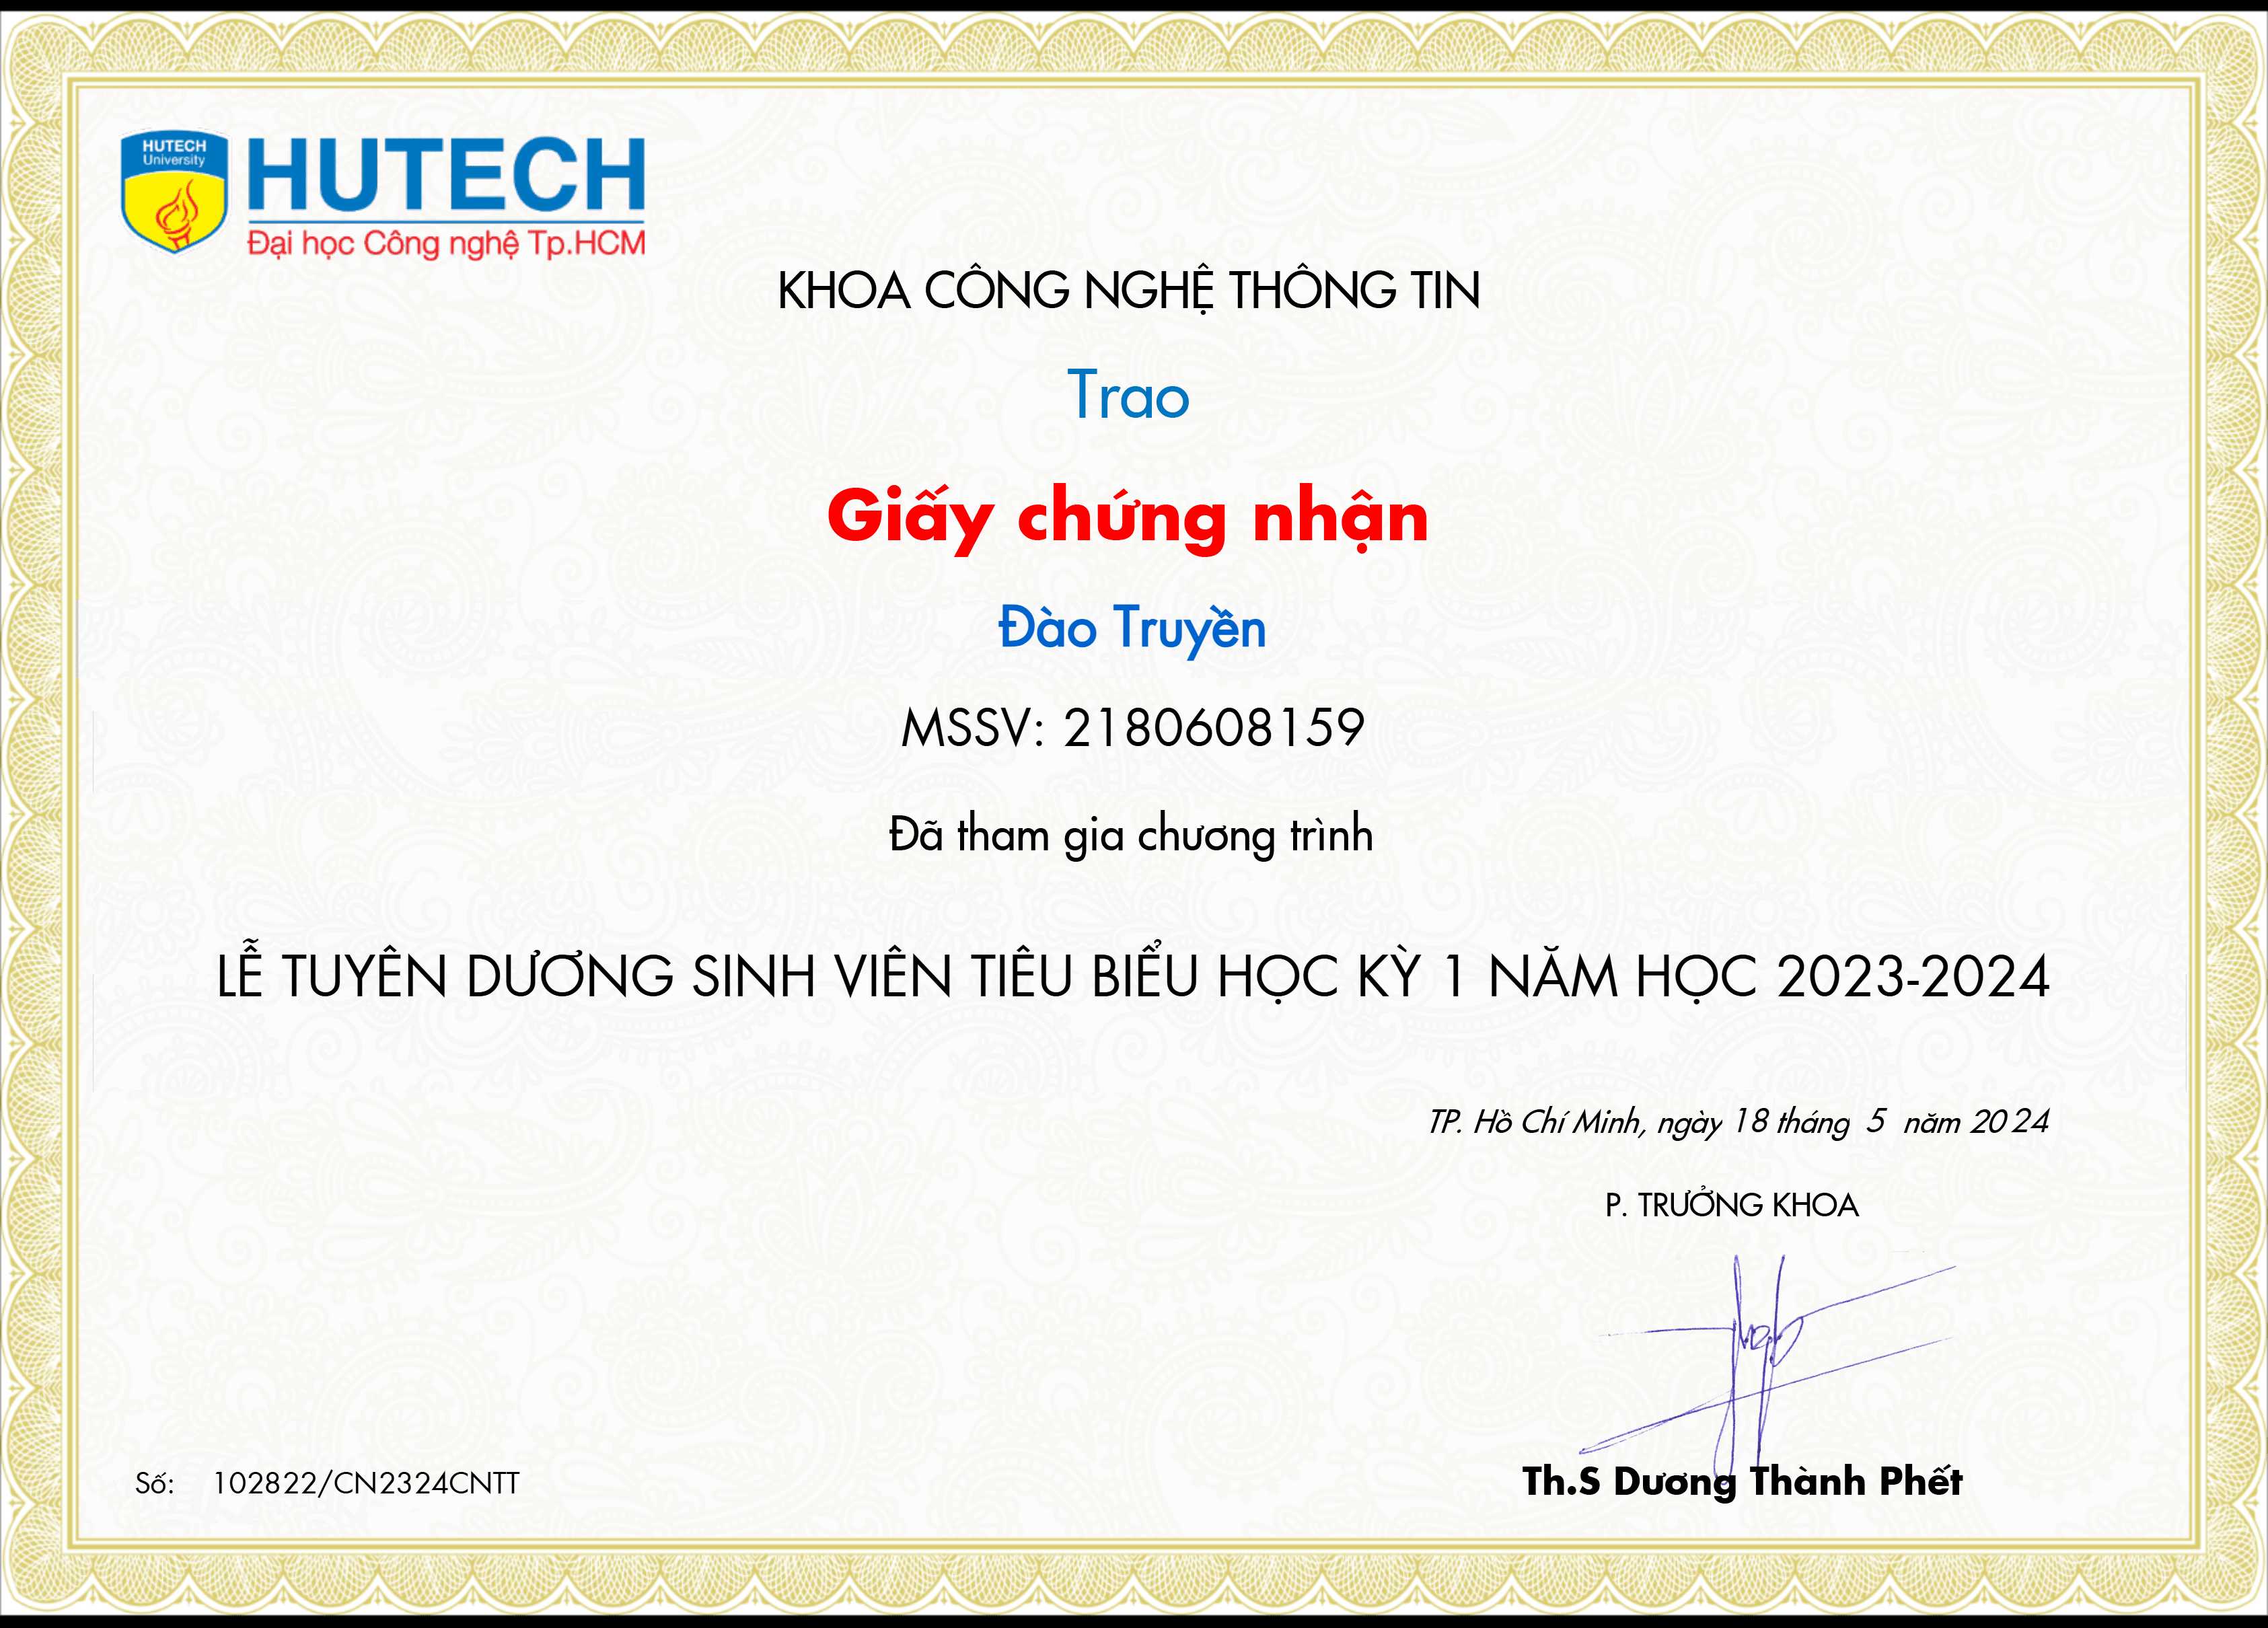 HUTECH
University
HUTECH
Đại học Công nghệ Tp.HCM
KHOA CÔNG NGHỆ THÔNG TIN
Trao
Giấy chứng nhận
Đào Truyền
MSSV: 2180608159
Đã tham gia chương trình
LỄ TUYÊN DƯƠNG SINH VIÊN TIÊU BIỂU HỌC KỲ 1 NĂM HỌC 2023-2024
TP. Hồ Chí Minh, ngày 18 tháng 5 năm 2024
P. TRƯỞNG KHOA
Th.S Dương Thành Phết
Số: 102822/CN2324CNTT